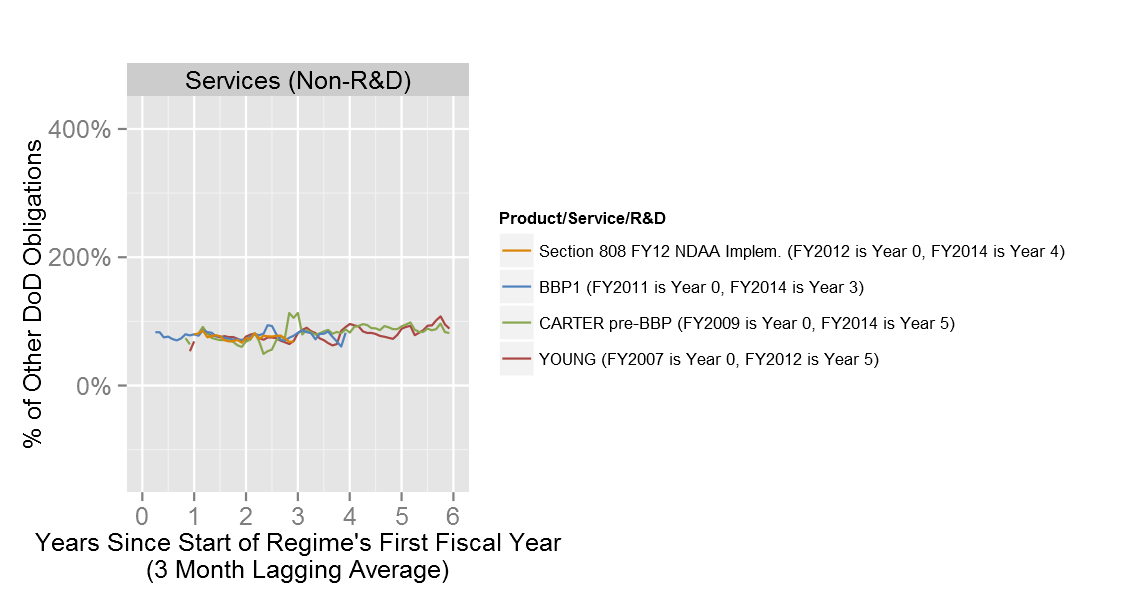 Services (Non-R&D)
% of Other DoD Obligations
400%
200%
0%
0 1 2 3 4 5 6
Years Since Start of Regime's First Fiscal Year
(3 Month Lagging Average)
Product/Service/R&D
Section 808 FY12 NDAA Implem. (FY2012 is Year 0, FY2014 is Year 4)
BBP1 (FY2011 is Year 0, FY2014 is Year 3)
CARTER pre-BBP (FY2009 is Year 0, FY2014 is Year 5)
YOUNG (FY2007 is Year 0, FY2012 is Year 5)